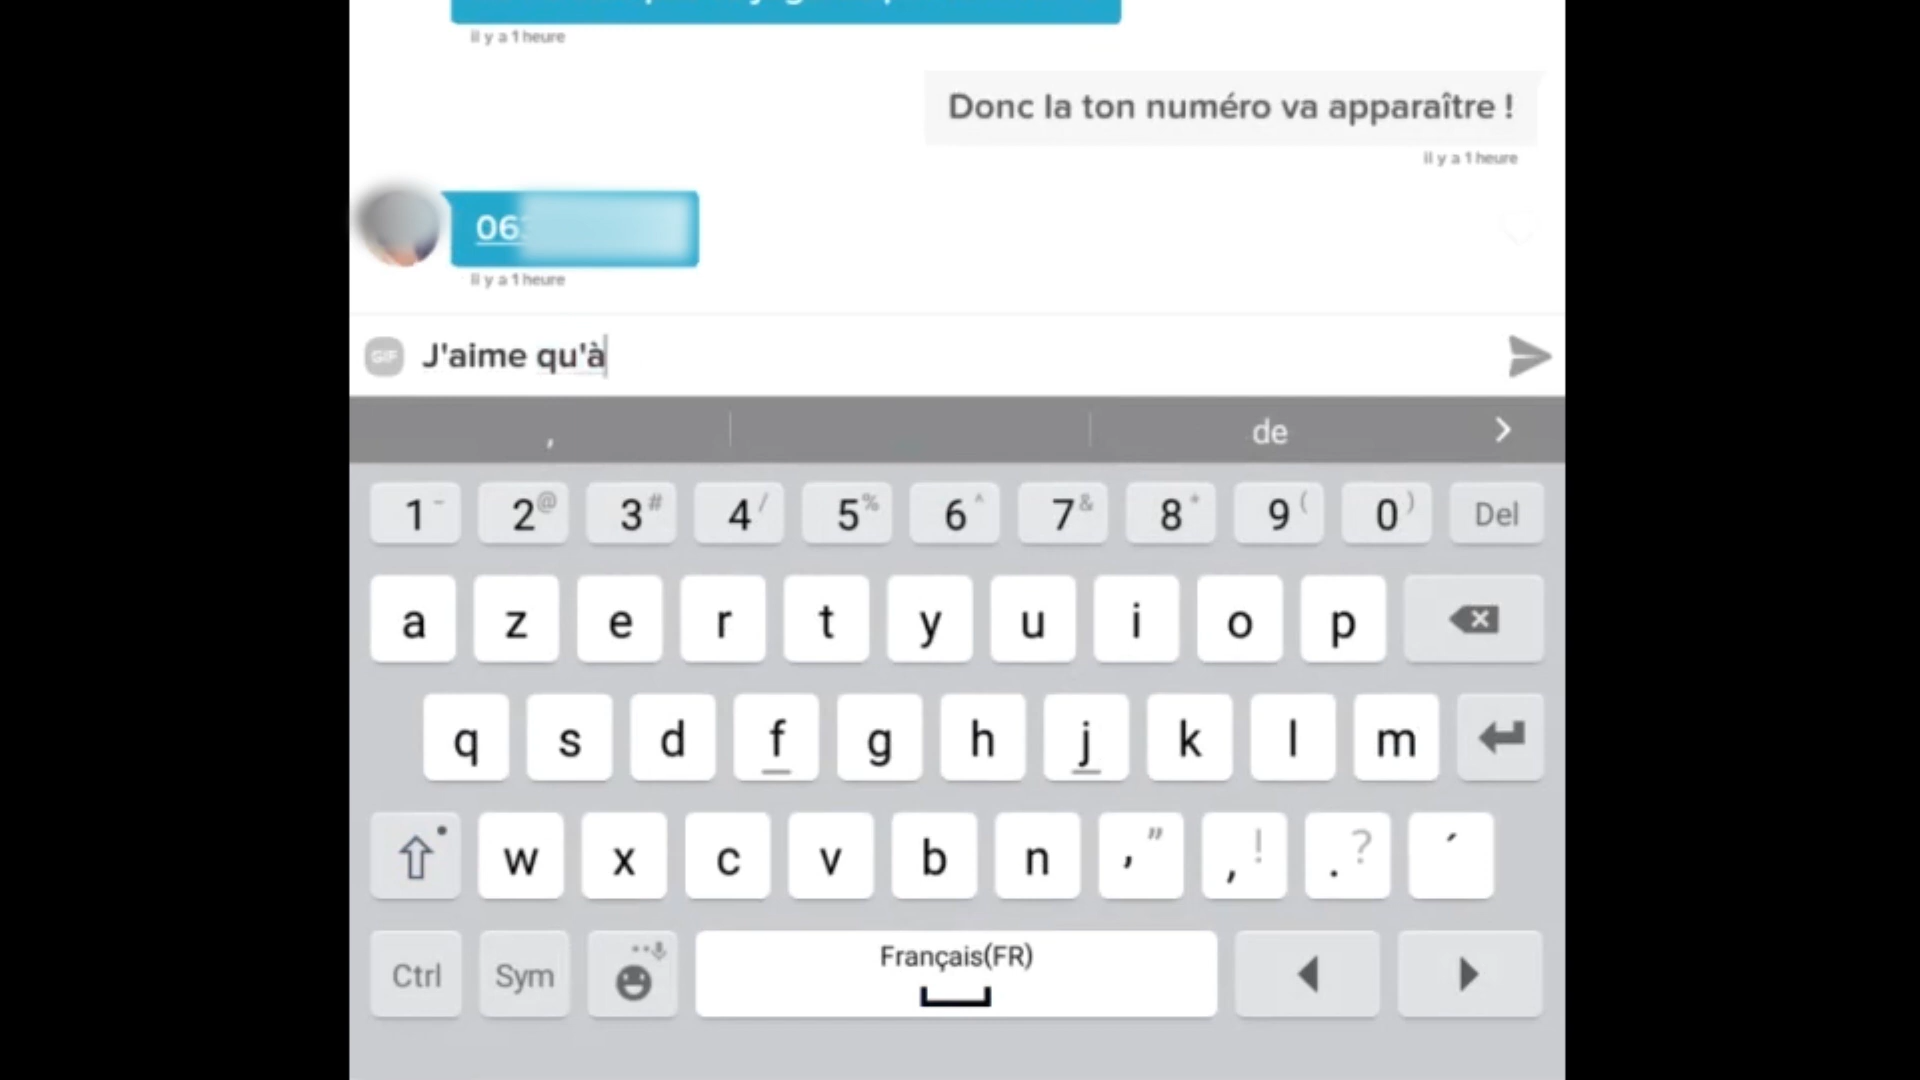 il y a 1 heure
Donc la ton numéro va apparaître !
il y a 1 heure
06
il y a 1 heure
GIF J'aime qu'à
, de
1 - 2 @ 3 # 4 / 5 % 6 ^ 7 & 8 * 9 ( 0 ) Del
a z e r t y u i o p
q s d f g h j k l m
w x c v b n ' " , ! . ? ´
Ctrl Sym Français(FR)